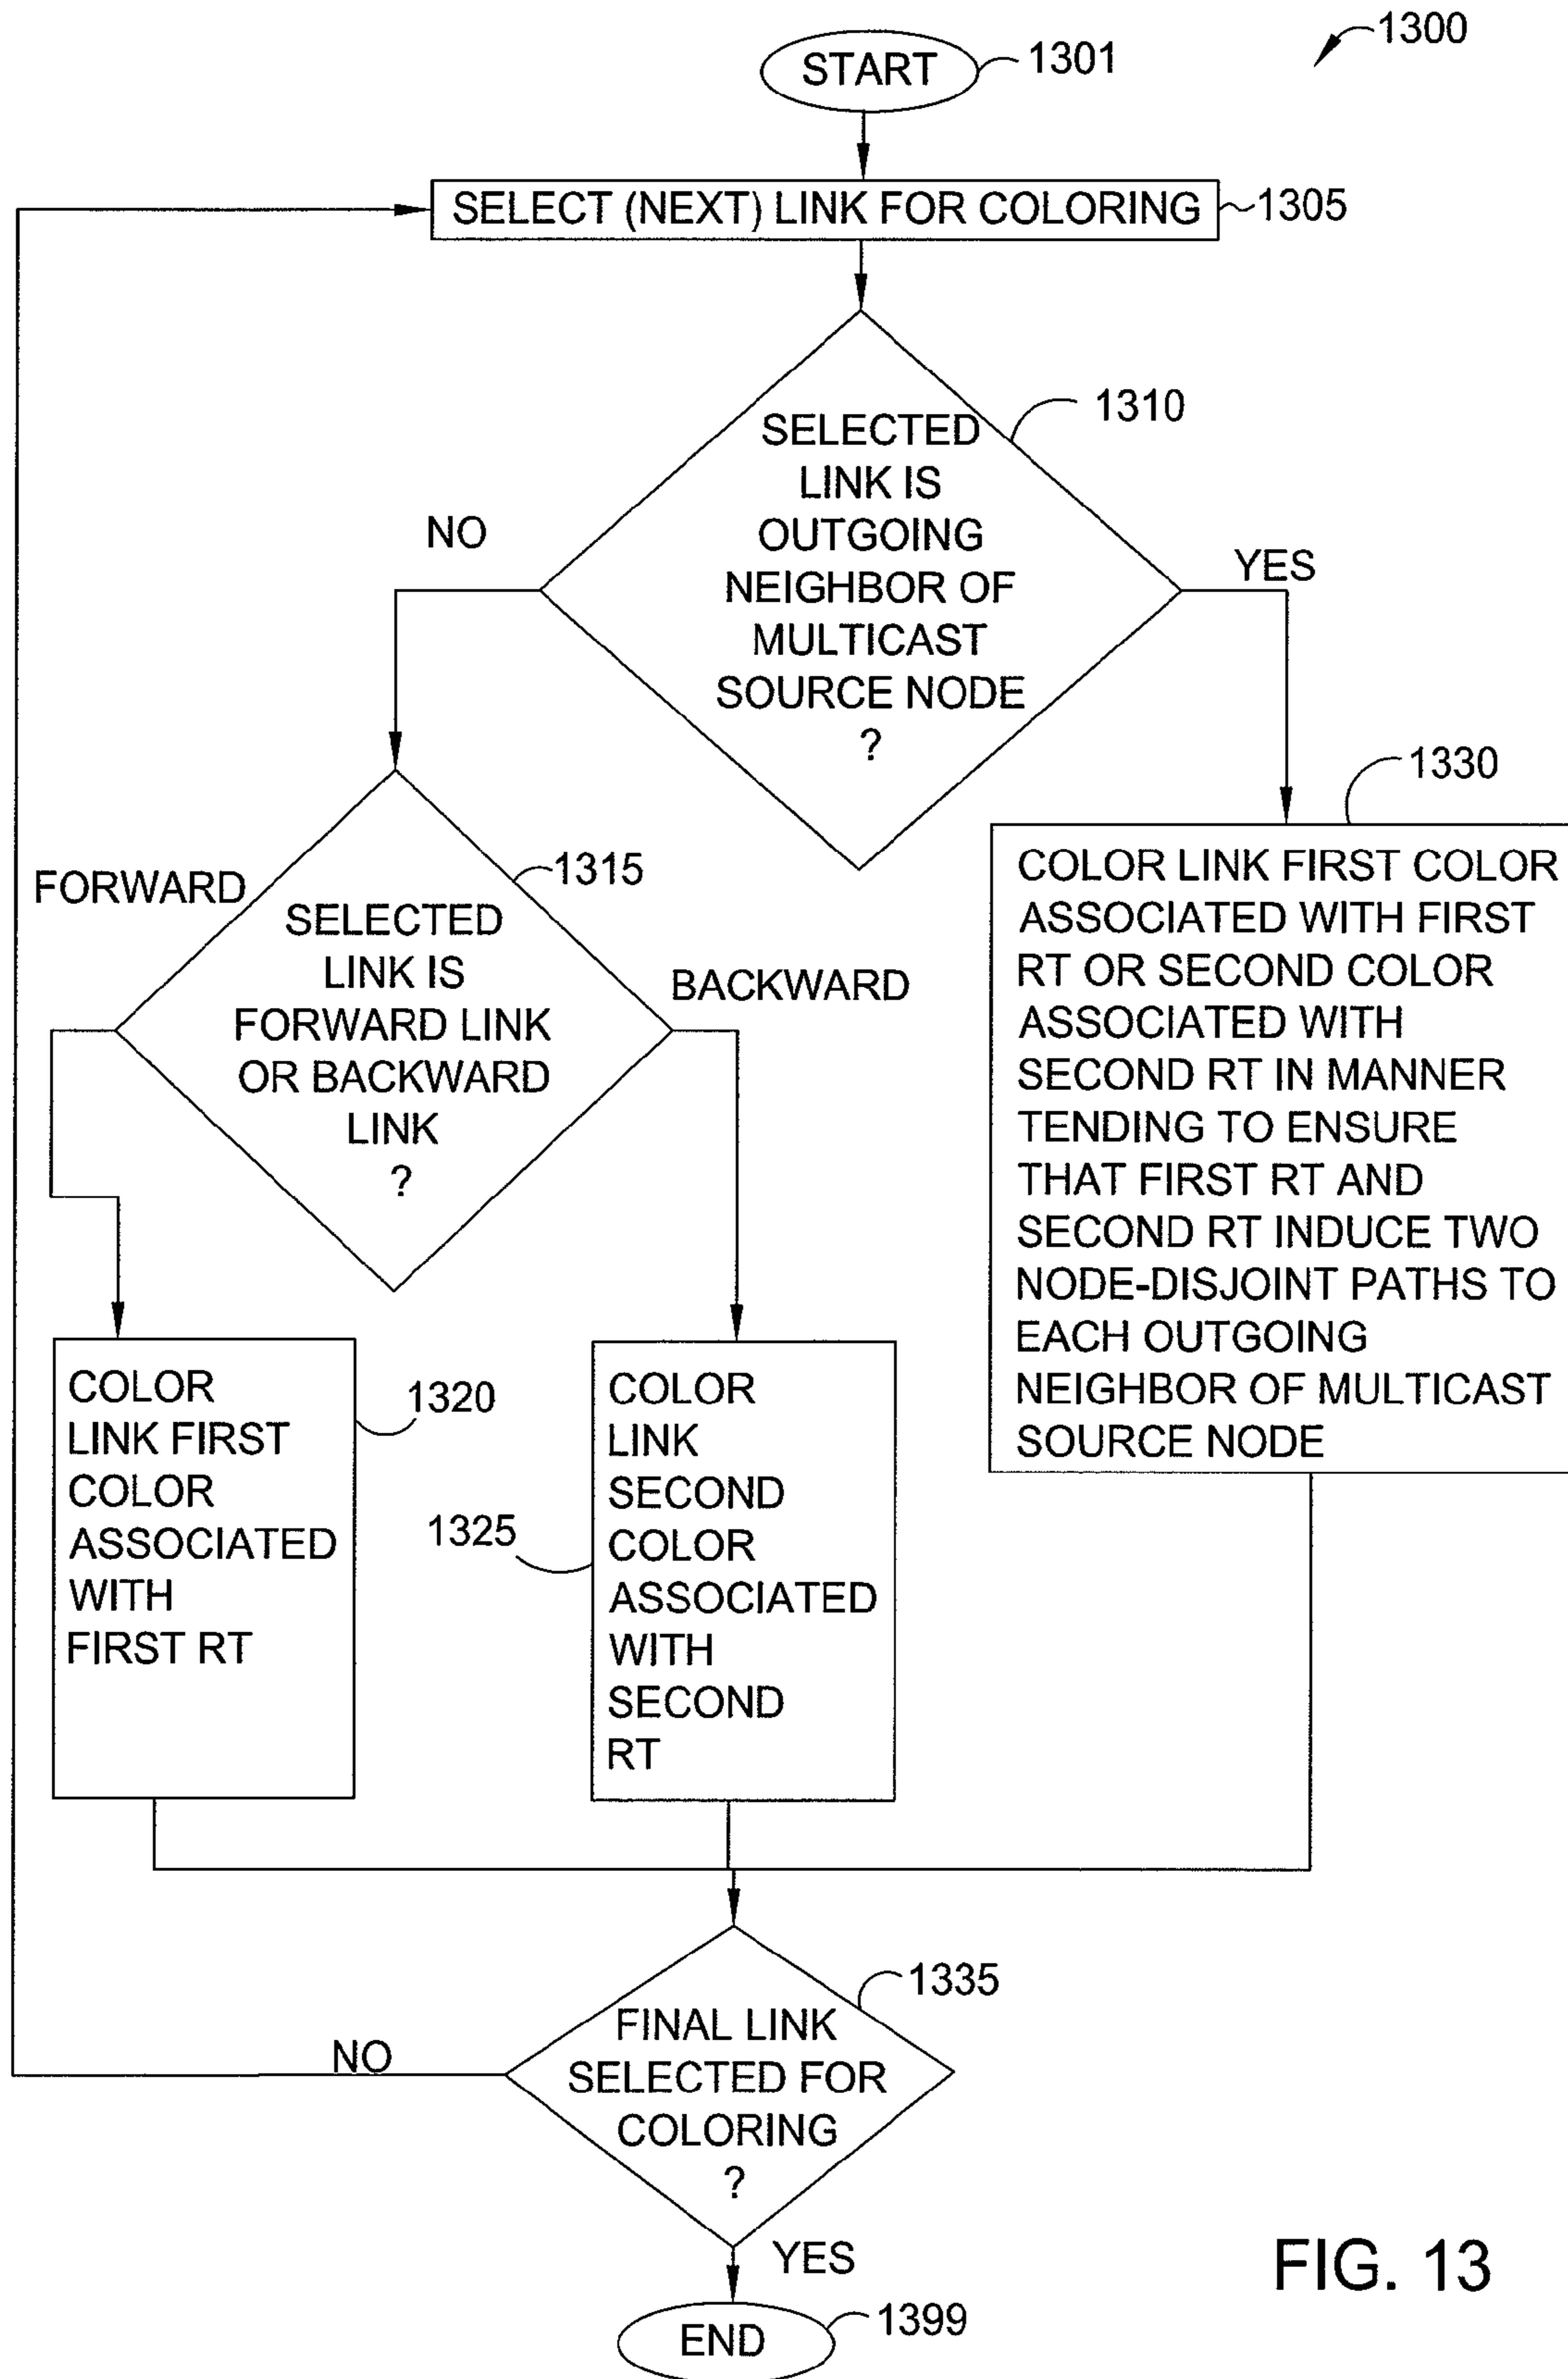 1300
START
1301
SELECT (NEXT) LINK FOR COLORING
1305
1310
SELECTED
LINK IS
OUTGOING
NEIGHBOR OF
MULTICAST
SOURCE NODE
?
NO
YES
1330
COLOR LINK FIRST COLOR
ASSOCIATED WITH FIRST
RT OR SECOND COLOR
ASSOCIATED WITH
SECOND RT IN MANNER
TENDING TO ENSURE
THAT FIRST RT AND
SECOND RT INDUCE TWO
NODE-DISJOINT PATHS TO
EACH OUTGOING
NEIGHBOR OF MULTICAST
SOURCE NODE
1315
FORWARD
SELECTED
LINK IS
FORWARD LINK
OR BACKWARD
LINK
?
BACKWARD
COLOR
LINK FIRST
COLOR
ASSOCIATED
WITH
FIRST RT
1320
COLOR
LINK
SECOND
COLOR
ASSOCIATED
WITH
SECOND
RT
1325
1335
FINAL LINK
SELECTED FOR
COLORING
?
NO
YES
END
1399
FIG. 13